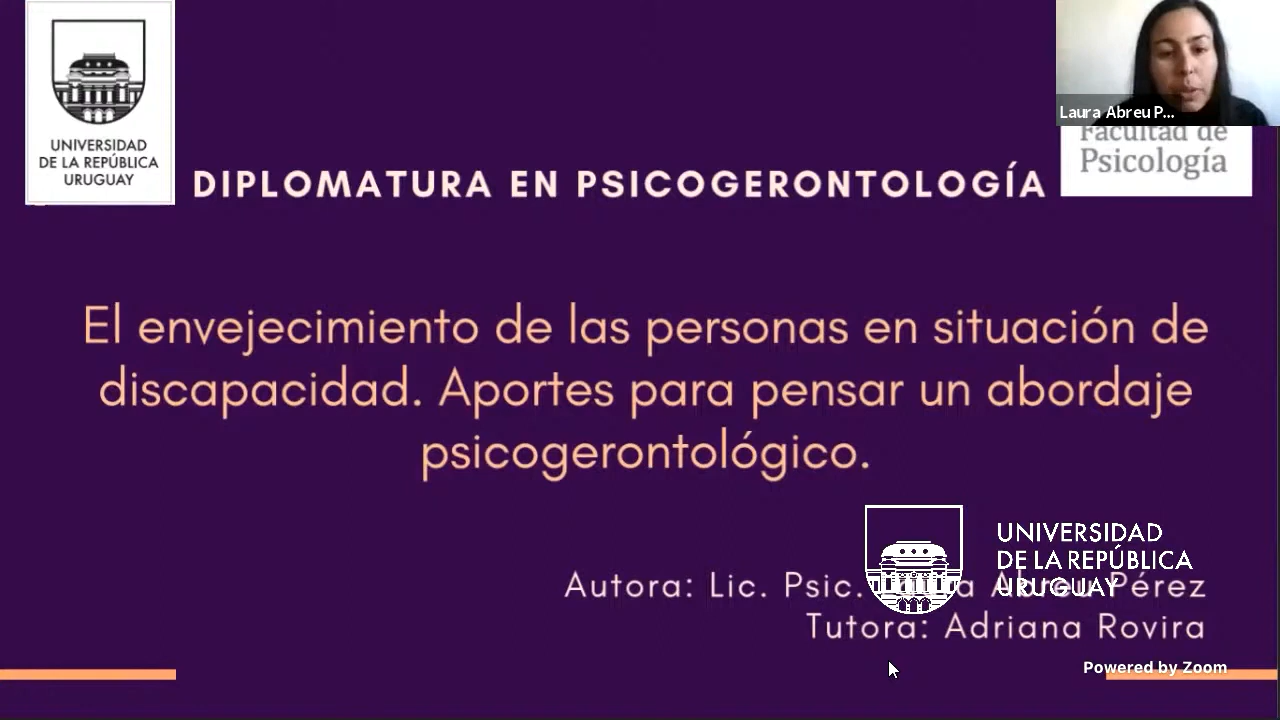 UNIVERSIDAD
DE LA REPÚBLICA
URUGUAY
Laura Abreu P...
Facultad de
Psicología
DIPLOMATURA EN PSICOGERONTOLOGÍA
El envejecimiento de las personas en situación de
discapacidad. Aportes para pensar un abordaje
psicogerontológico.
UNIVERSIDAD
DE LA REPÚBLICA
URUGUAY
Autora: Lic. Psic. Abreu Pérez
Tutora: Adriana Rovira
Powered by Zoom